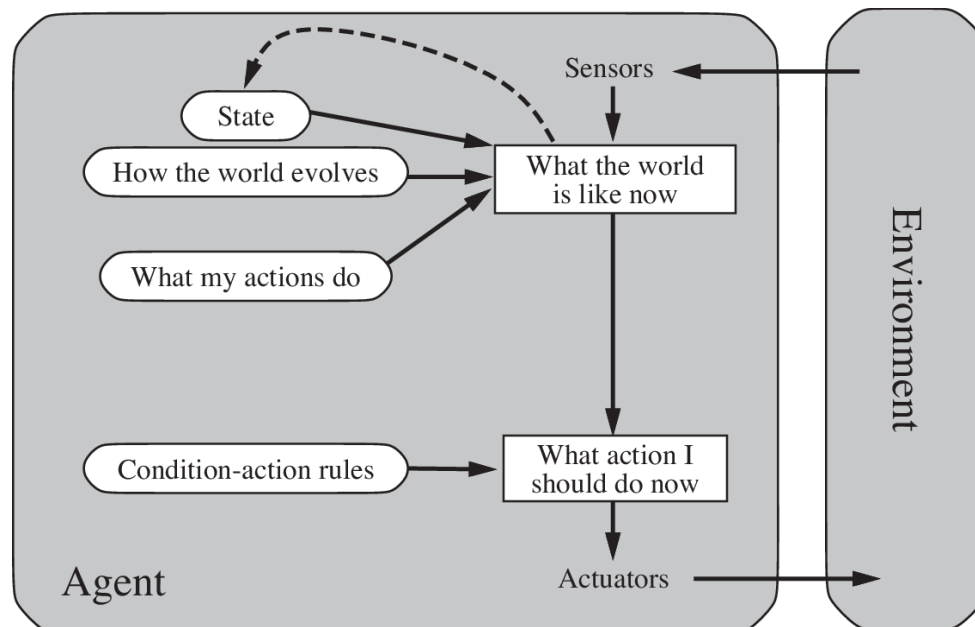 Sensors
State
What the world
is like now
How the world evolves
What my actions do
Environment
Condition-action rules
What action I
should do now
Agent
Actuators